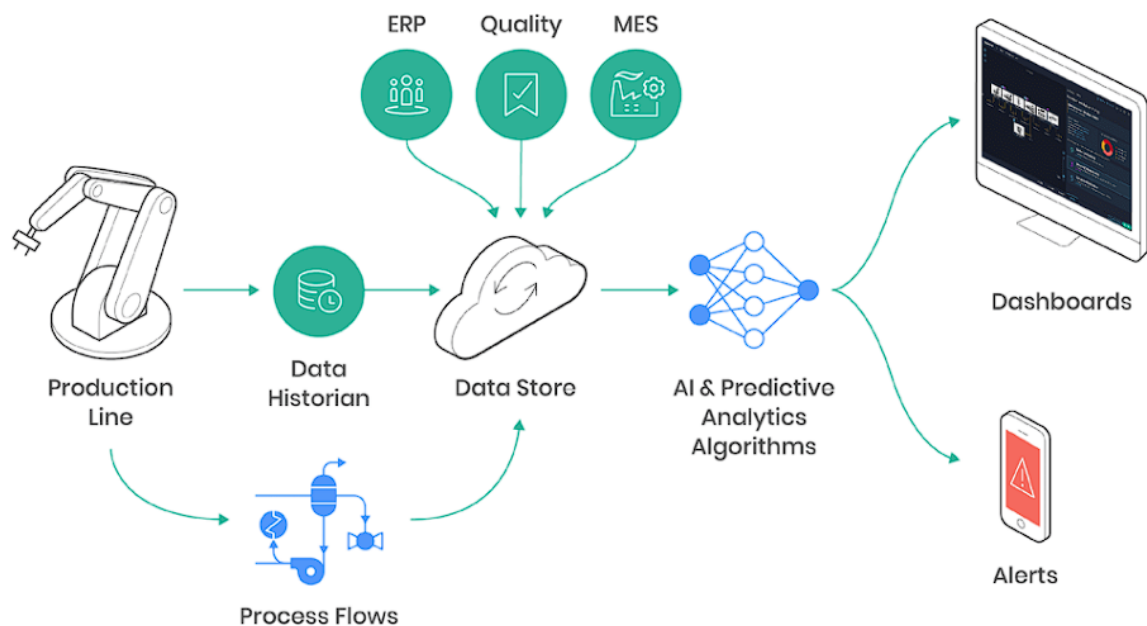 ERP
Quality
MES
Production
Line
Data
Historian
Data Store
AI & Predictive
Analytics
Algorithms
Dashboards
Process Flows
Alerts